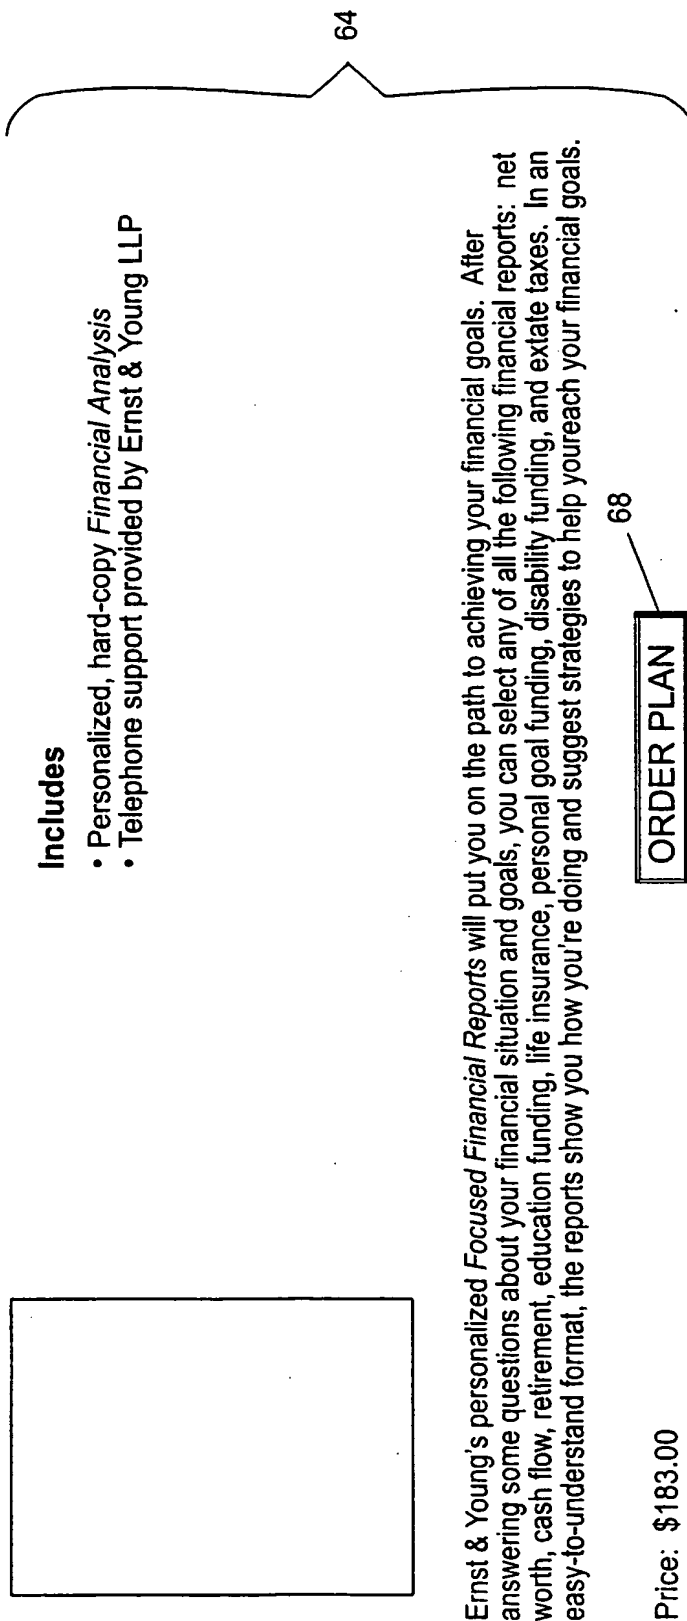 64
Includes
• Personalized, hard-copy Financial Analysis
• Telephone support provided by Ernst & Young LLP
Ernst & Young's personalized Focused Financial Reports will put you on the path to achieving your financial goals. After
answering some questions about your financial situation and goals, you can select any of all the following financial reports: net
worth, cash flow, retirement, education funding, life insurance, personal goal funding, disability funding, and extate taxes. In an
easy-to-understand format, the reports show you how you're doing and suggest strategies to help youreach your financial goals.
68
Price: $183.00
ORDER PLAN